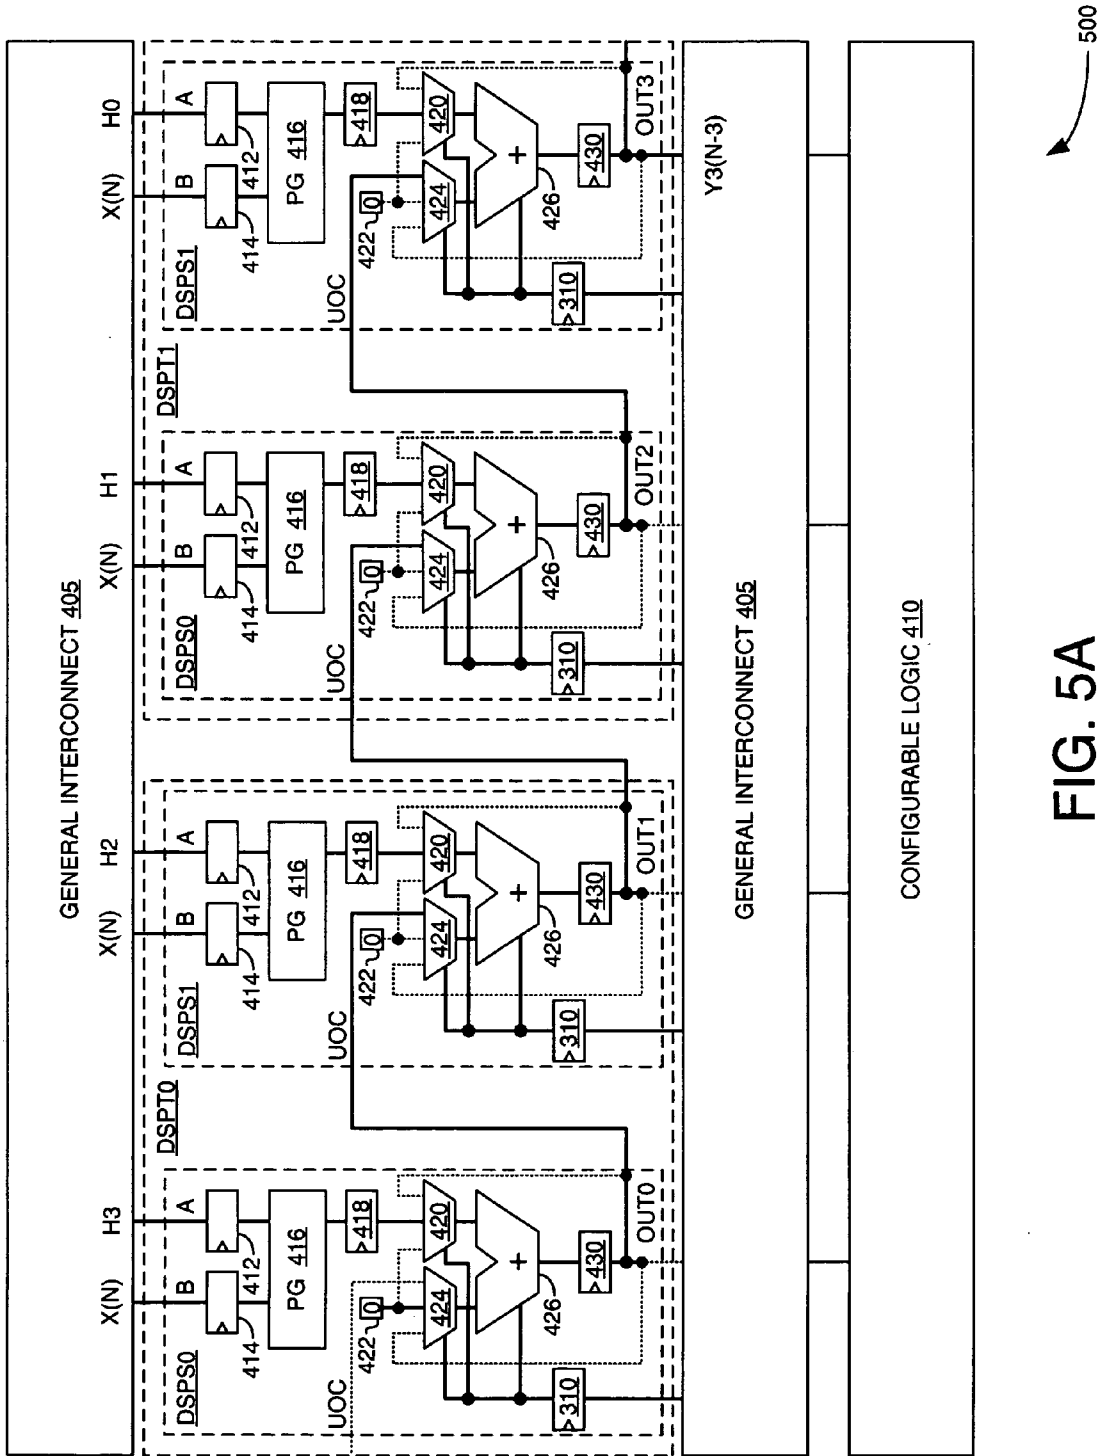 GENERAL INTERCONNECT 405
X(N) H3 X(N) H2 X(N) H1 X(N) H0
DSPT0 DSPT1
DSPS0
B A
414 412
PG 416
418
UOC
422 0
424 420
+
426
310
430
OUT0
DSPS1
B A
414 412
PG 416
418
UOC
422 0
424 420
+
426
310
430
OUT1
DSPS0
B A
414 412
PG 416
418
UOC
422 0
424 420
+
426
310
430
OUT2
DSPS1
B A
414 412
PG 416
418
UOC
422 0
424 420
+
426
310
430
OUT3
GENERAL INTERCONNECT 405
Y3(N-3)
CONFIGURABLE LOGIC 410
FIG. 5A
500